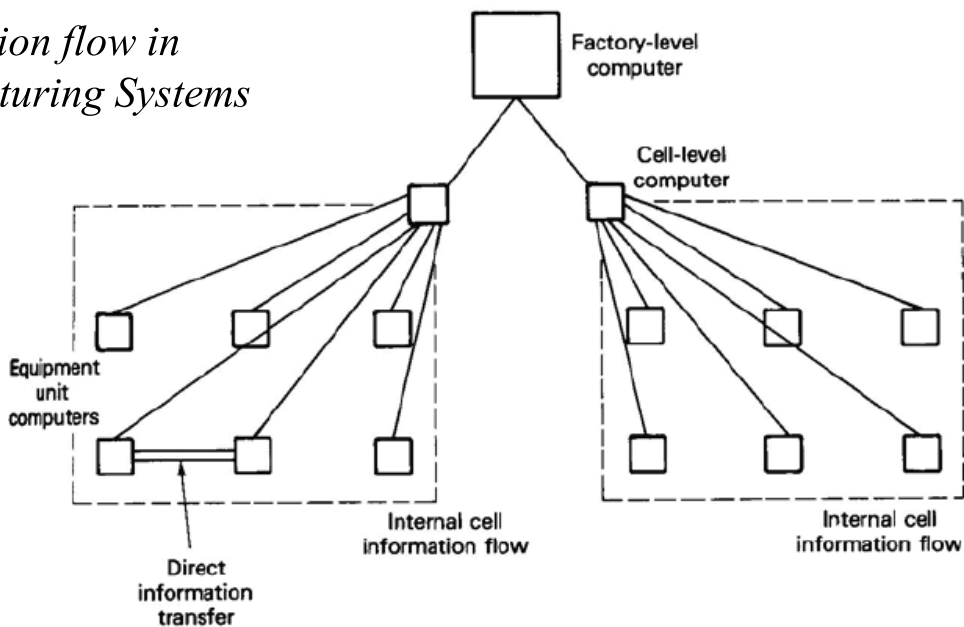 ion flow in
turing Systems
Factory-level
computer
Cell-level
computer
Equipment
unit
computers
Internal cell
information flow
Internal cell
information flow
Direct
information
transfer